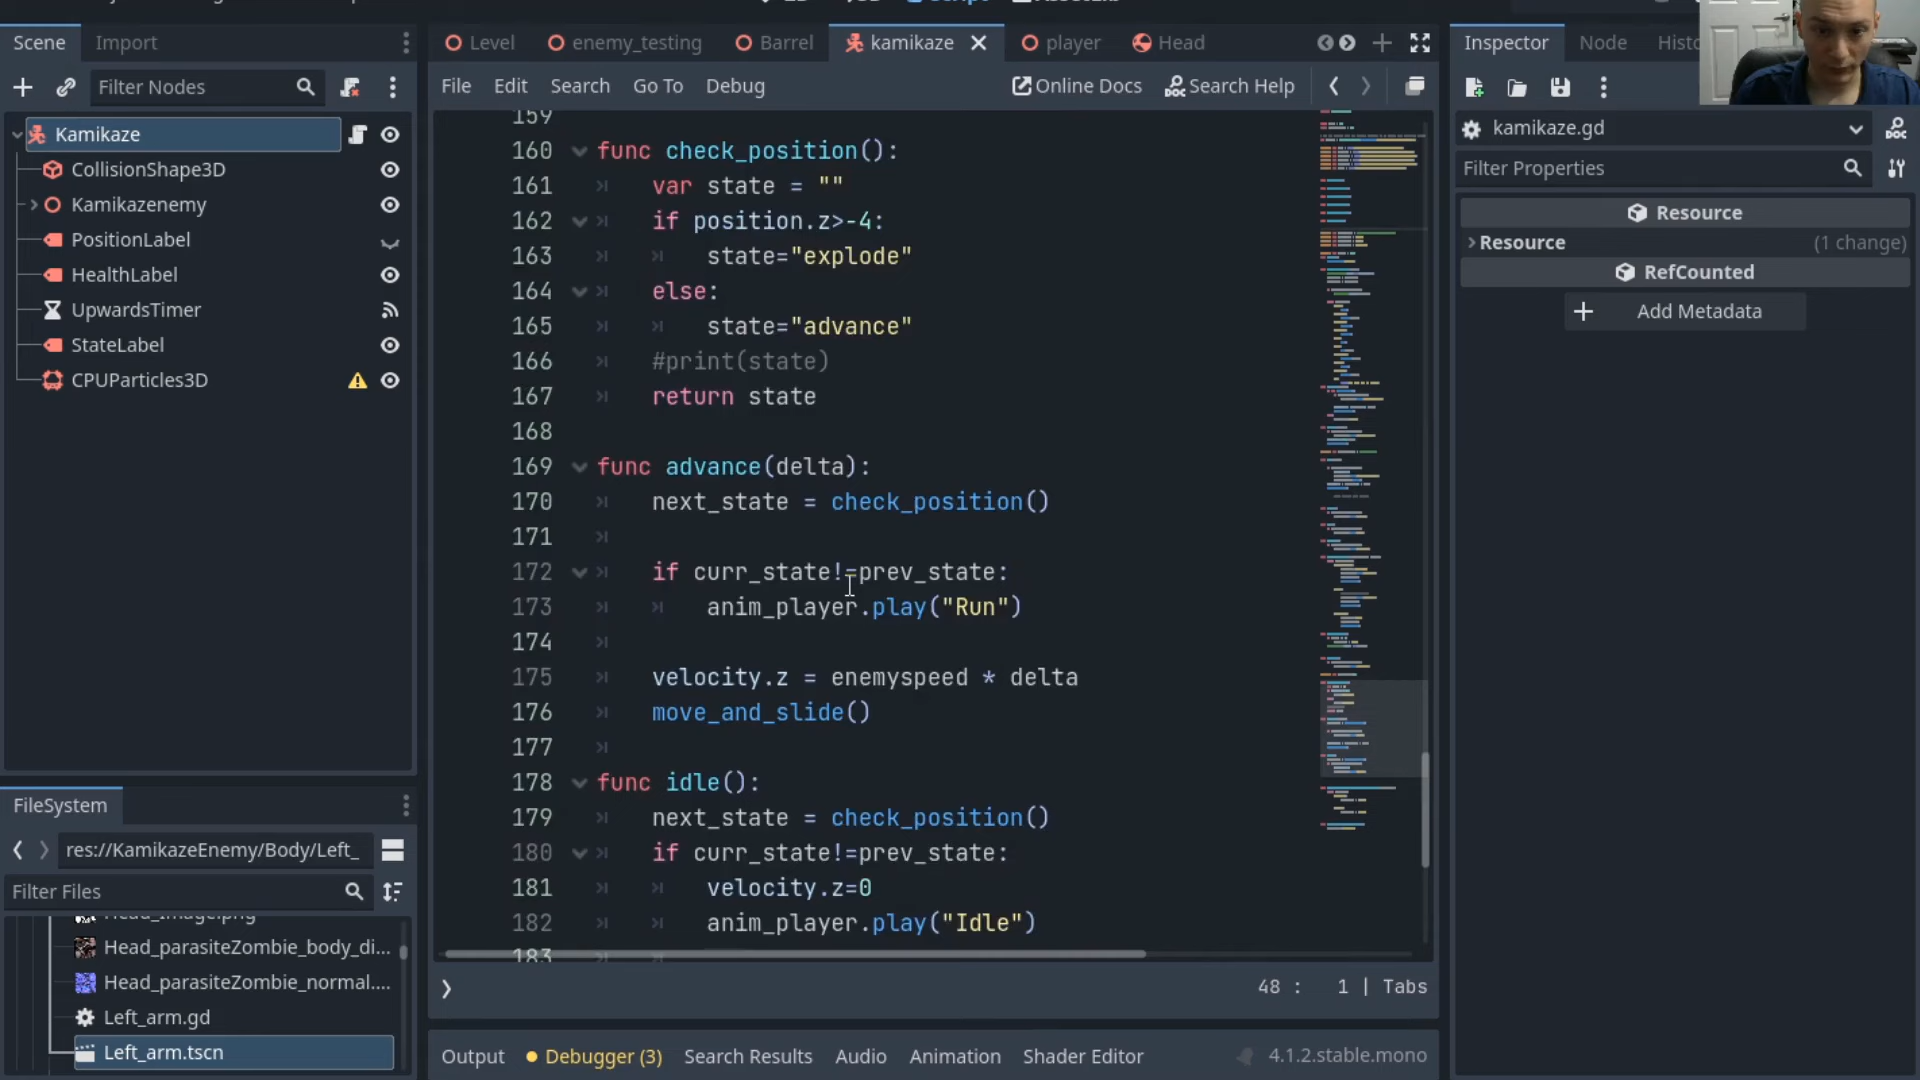 Scene
Import
Level
enemy_testing
Barrel
kamikaze
player
Head
Inspector
Node
Histo
Filter Nodes
File
Edit
Search
Go To
Debug
Online Docs
Search Help
kamikaze.gd
Filter Properties
Resource
Resource
(1 change)
RefCounted
Add Metadata
Kamikaze
CollisionShape3D
Kamikazenemy
PositionLabel
HealthLabel
UpwardsTimer
StateLabel
CPUParticles3D
159
160 func check_position():
161 var state = ""
162 if position.z>-4:
163 state="explode"
164 else:
165 state="advance"
166 #print(state)
167 return state
168
169 func advance(delta):
170 next_state = check_position()
171
172 if curr_state!=prev_state:
173 anim_player.play("Run")
174
175 velocity.z = enemyspeed * delta
176 move_and_slide()
177
178 func idle():
179 next_state = check_position()
180 if curr_state!=prev_state:
181 velocity.z=0
182 anim_player.play("Idle")
183
48 : 1 | Tabs
FileSystem
res://KamikazeEnemy/Body/Left_
Filter Files
Head_image.png
Head_parasiteZombie_body_di...
Head_parasiteZombie_normal....
Left_arm.gd
Left_arm.tscn
Output
Debugger (3)
Search Results
Audio
Animation
Shader Editor
4.1.2.stable.mono